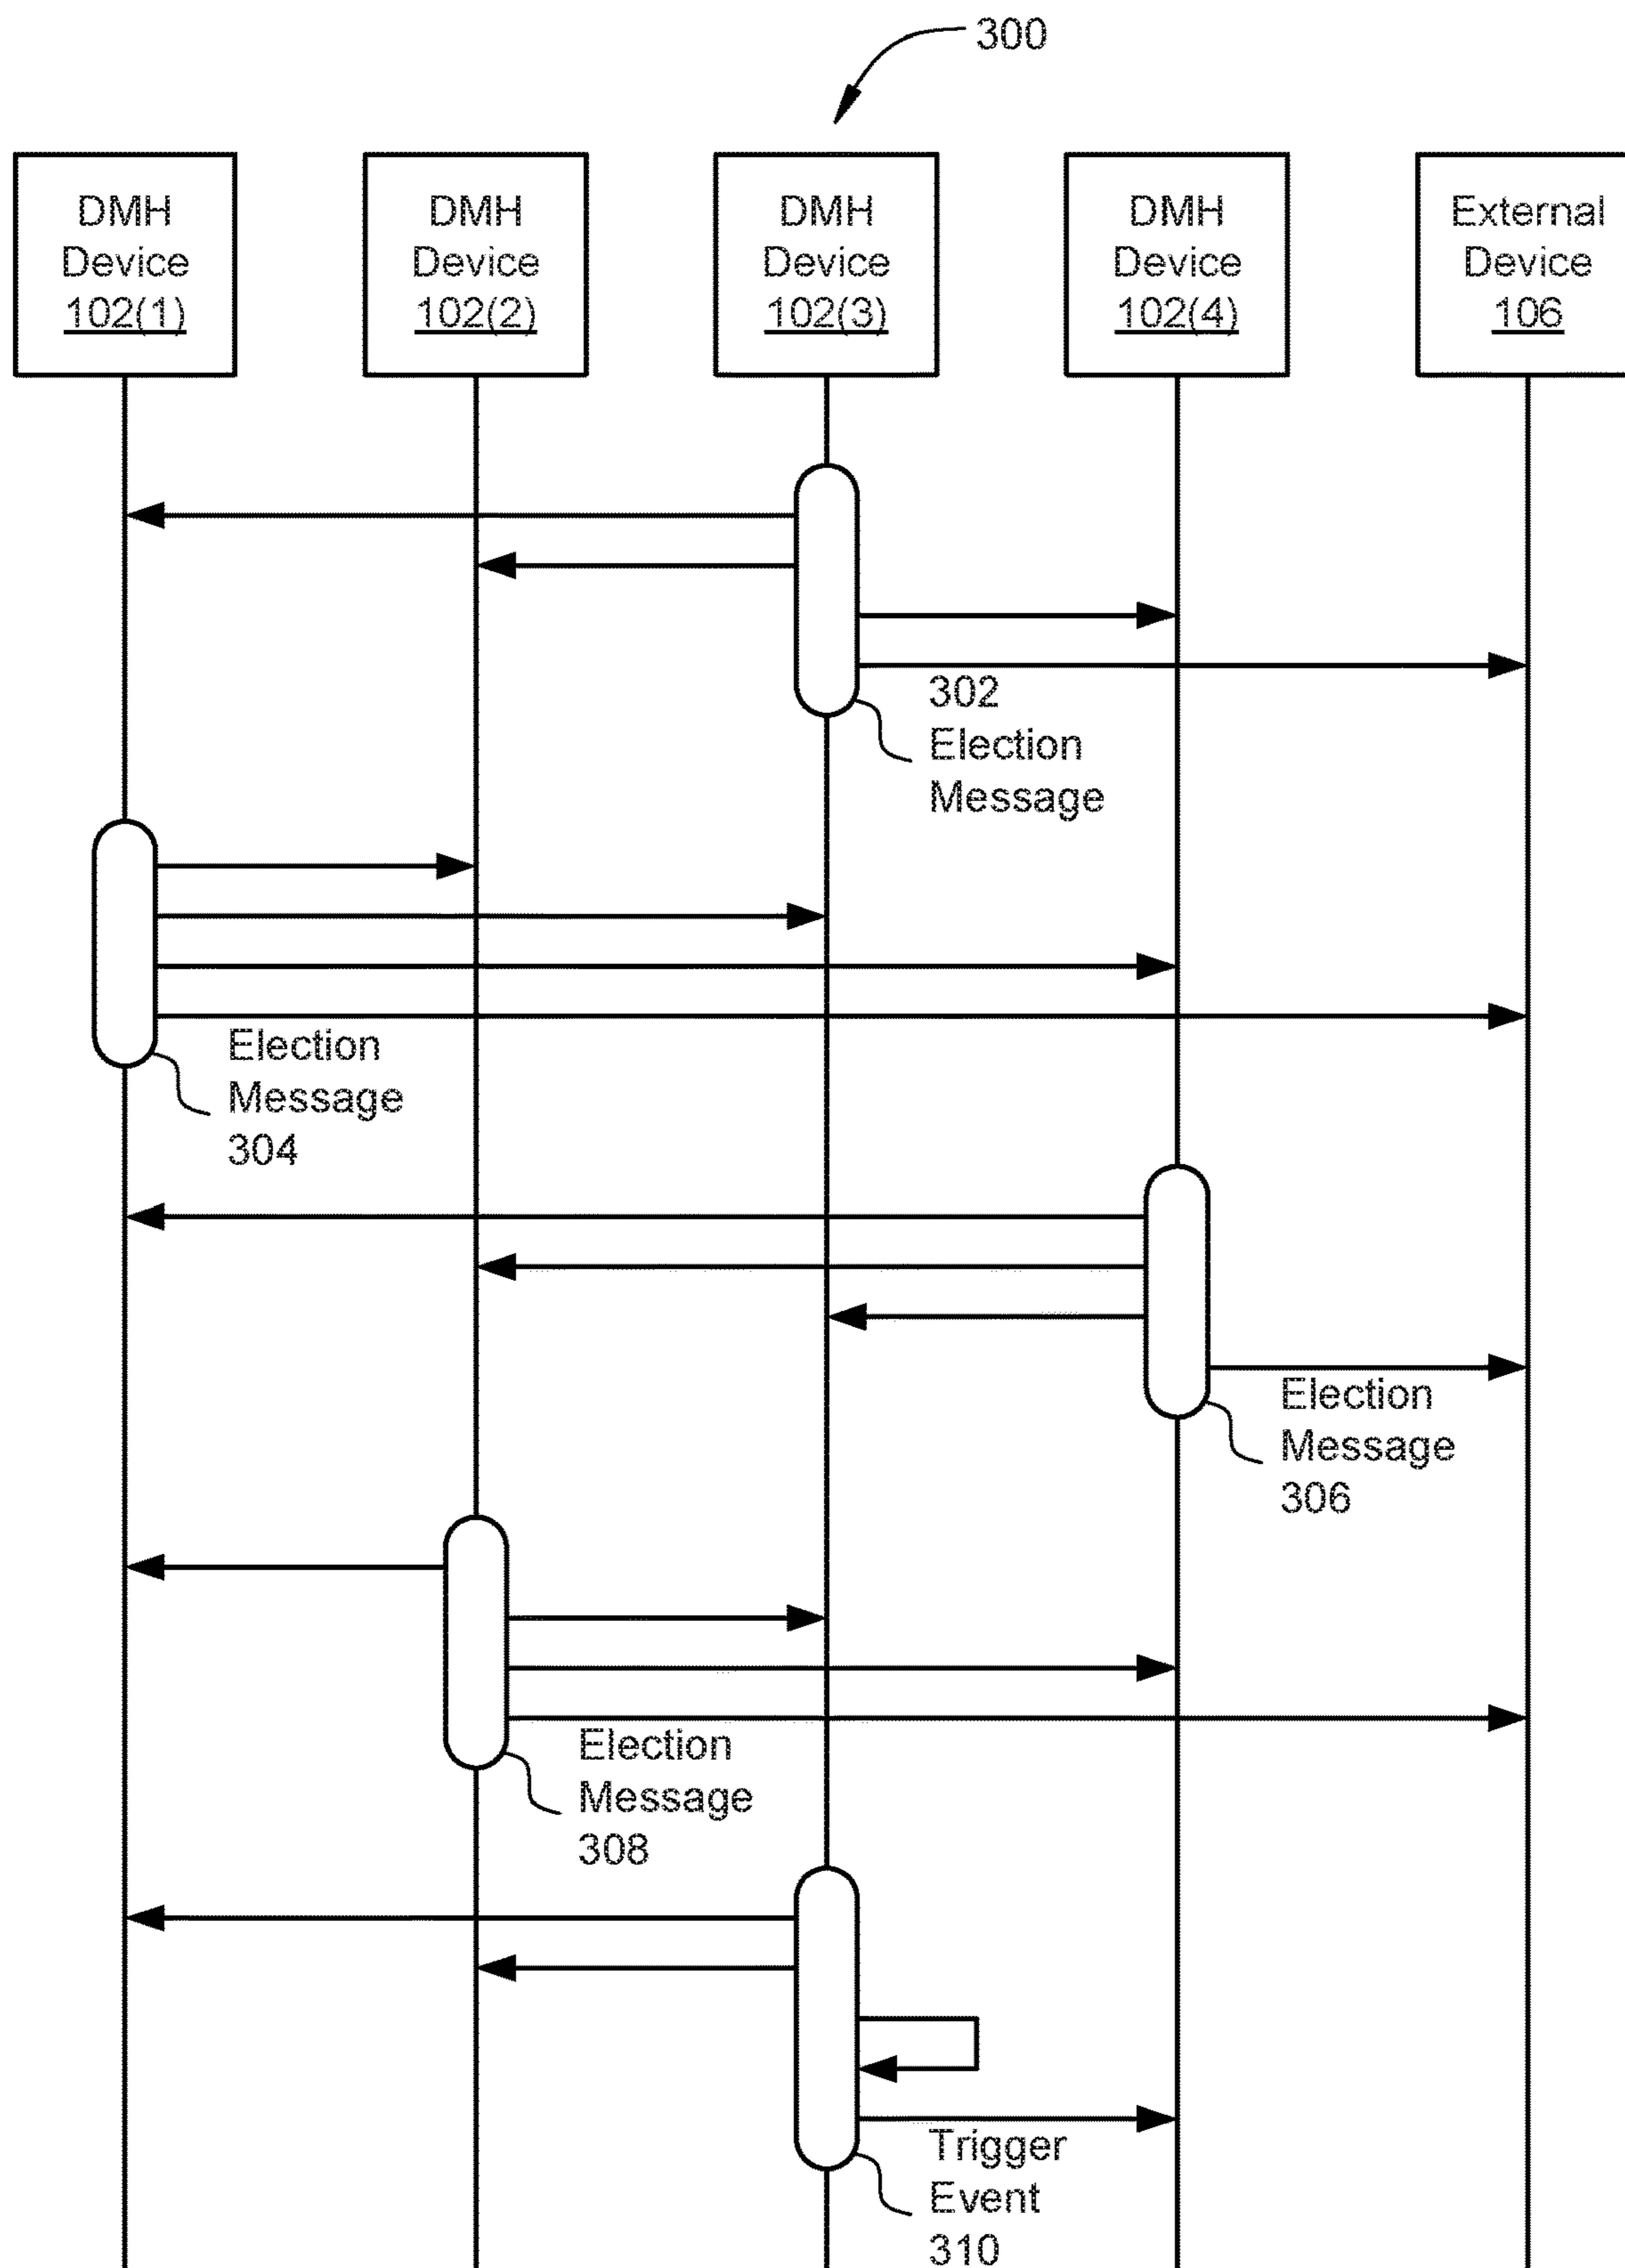 300
DMH
Device
102(1)
DMH
Device
102(2)
DMH
Device
102(3)
DMH
Device
102(4)
External
Device
106
302
Election
Message
Election
Message
304
Election
Message
306
Election
Message
308
Trigger
Event
310